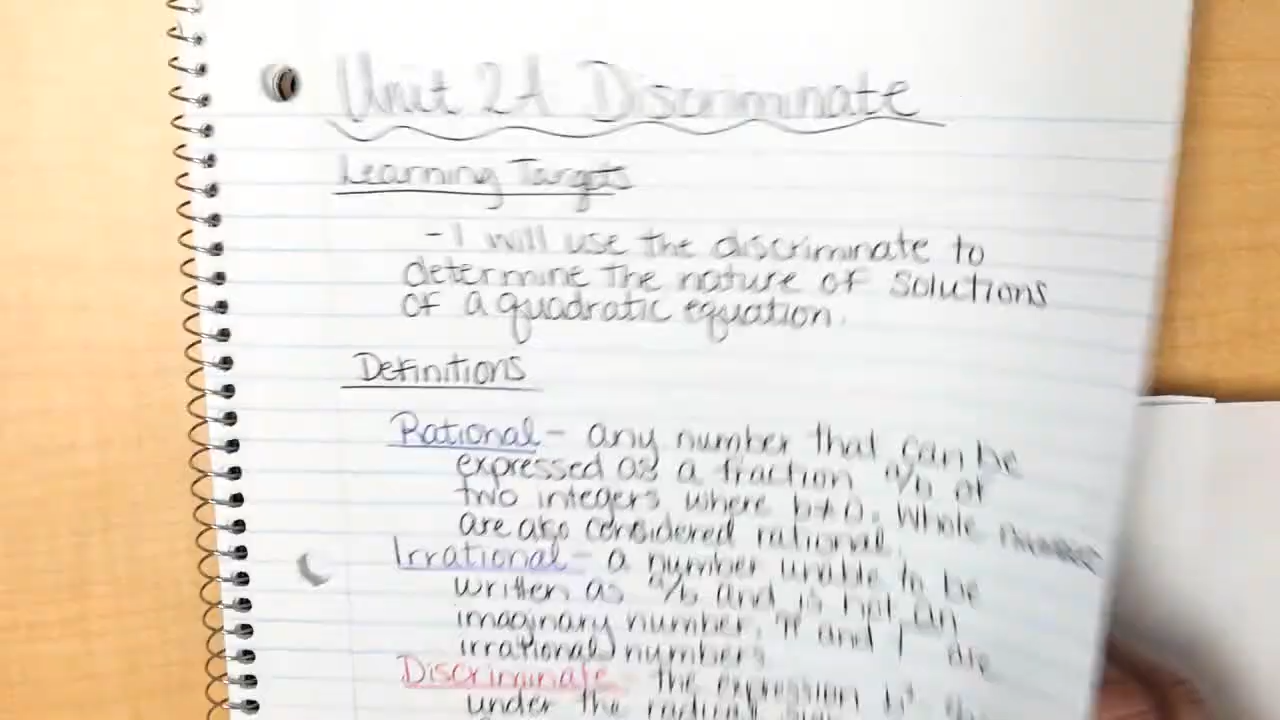 Unit 2A Discriminate
Learning Targets
- I will use the discriminate to
determine the nature of solutions
of a quadratic equation.
Definitions
Rational - any number that can be
expressed as a fraction a/b of
two integers where b≠0. Whole numbers
are also considered rational.
Irrational - a number unable to be
written as a/b and is not an
imaginary number. π and are
irrational numbers
Discriminate - the expression
under the radical sign